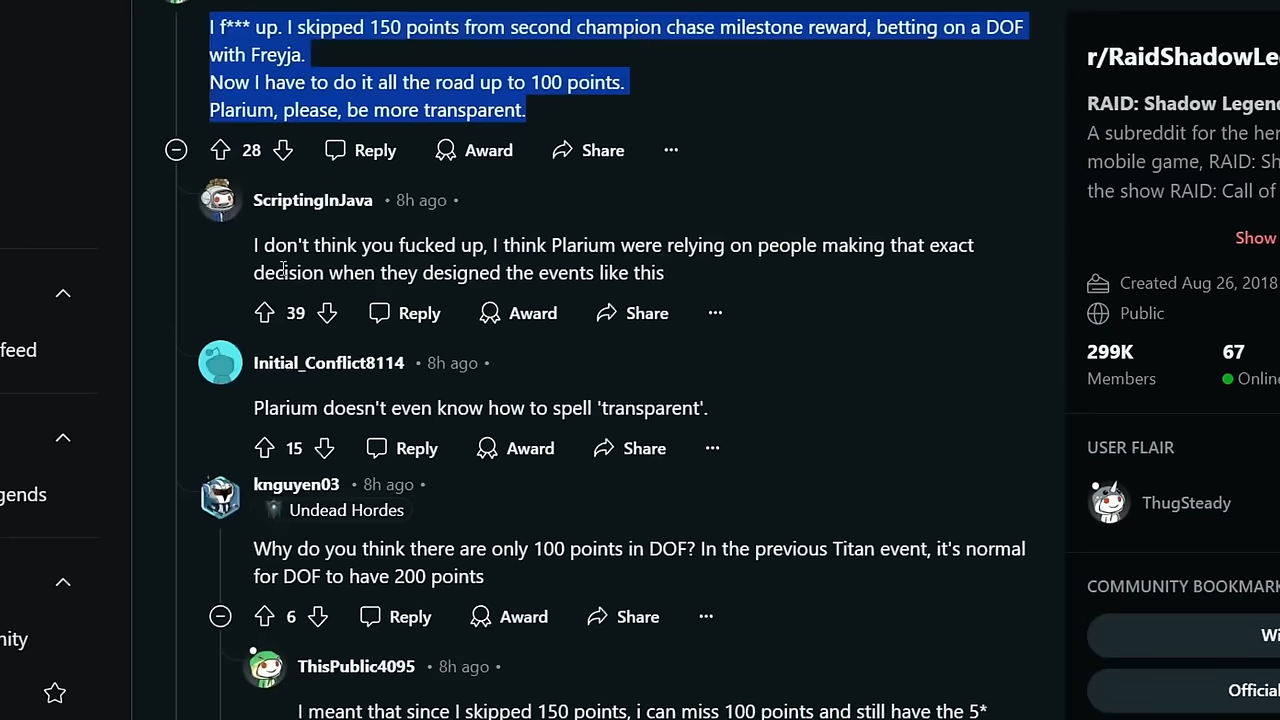 I f*** up. I skipped 150 points from second champion chase milestone reward, betting on a DOF
with Freyja.
Now I have to do it all the road up to 100 points.
Plarium, please, be more transparent.
28 Reply Award Share ...
ScriptingInJava • 8h ago •
I don't think you fucked up, I think Plarium were relying on people making that exact
decision when they designed the events like this
39 Reply Award Share ...
Initial_Conflict8114 • 8h ago •
Plarium doesn't even know how to spell 'transparent'.
15 Reply Award Share ...
knguyen03 • 8h ago •
Undead Hordes
Why do you think there are only 100 points in DOF? In the previous Titan event, it's normal
for DOF to have 200 points
6 Reply Award Share ...
ThisPublic4095 • 8h ago •
I meant that since I skipped 150 points, i can miss 100 points and still have the 5*
feed
gends
nity
r/RaidShadowLe
RAID: Shadow Legend
A subreddit for the her
mobile game, RAID: Sh
the show RAID: Call of
Show
Created Aug 26, 2018
Public
299K 67
Members Online
USER FLAIR
ThugSteady
COMMUNITY BOOKMARK
Wi
Official